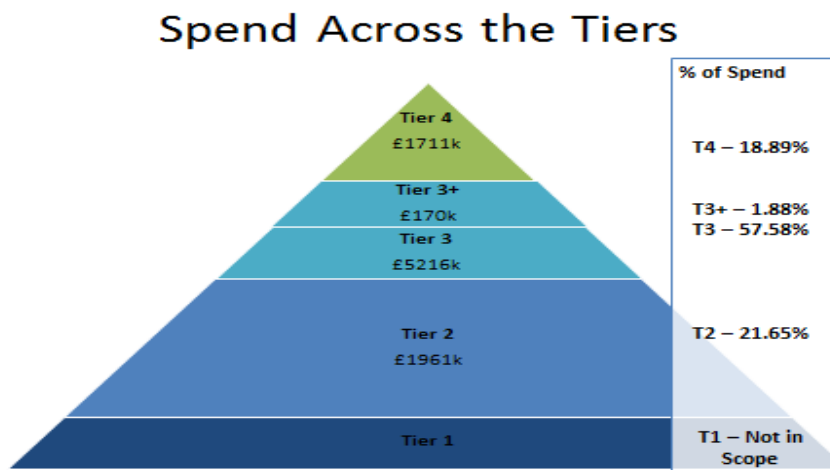 Spend Across the Tiers
% of Spend
Tier 4
£1711k
T4 – 18.89%
Tier 3+
£170k
T3+ – 1.88%
T3 – 57.58%
Tier 3
£5216k
Tier 2
£1961k
T2 – 21.65%
Tier 1
T1 – Not in
Scope